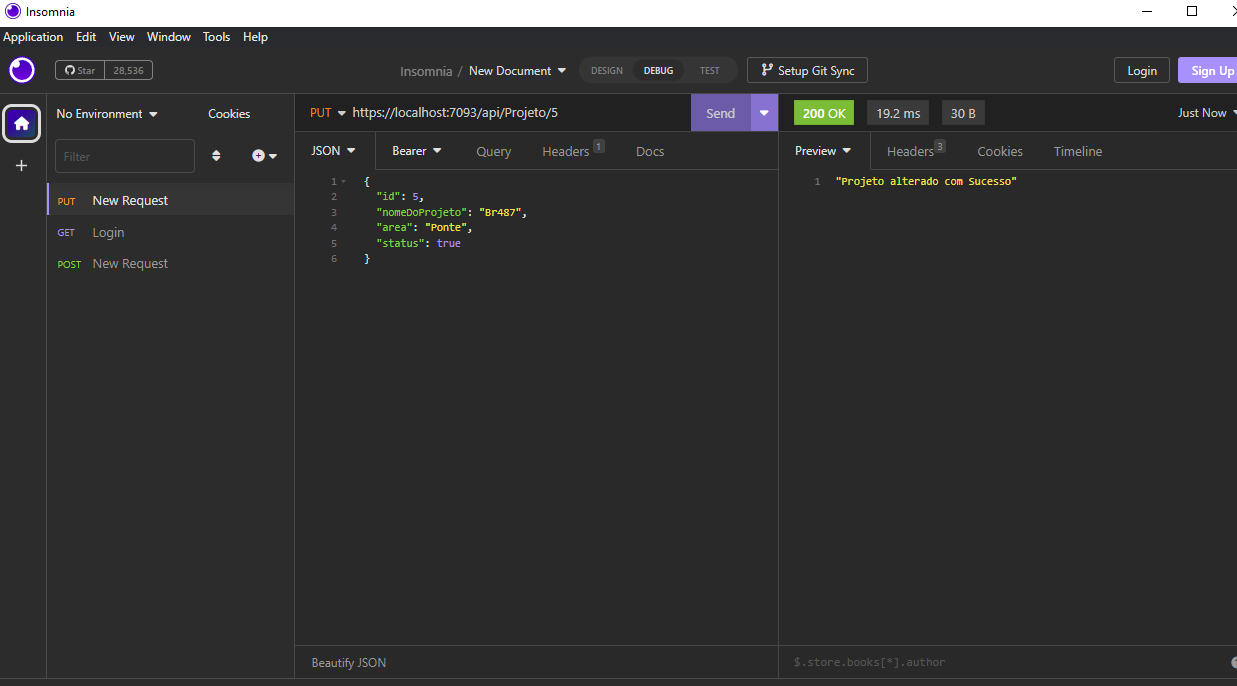 Insomnia
Application Edit View Window Tools Help
Star 28,536
Insomnia / New Document
DESIGN DEBUG TEST
Setup Git Sync
Login
Sign Up
No Environment
Cookies
Filter
PUT New Request
GET Login
POST New Request
PUT https://localhost:7093/api/Projeto/5
Send
JSON Bearer Query Headers 1 Docs
1 {
2 "id": 5,
3 "nomeDoProjeto": "Br487",
4 "area": "Ponte",
5 "status": true
6 }
Beautify JSON
200 OK 19.2 ms 30 B
Just Now
Preview Headers 3 Cookies Timeline
1 "Projeto alterado com Sucesso"
$.store.books[*].author